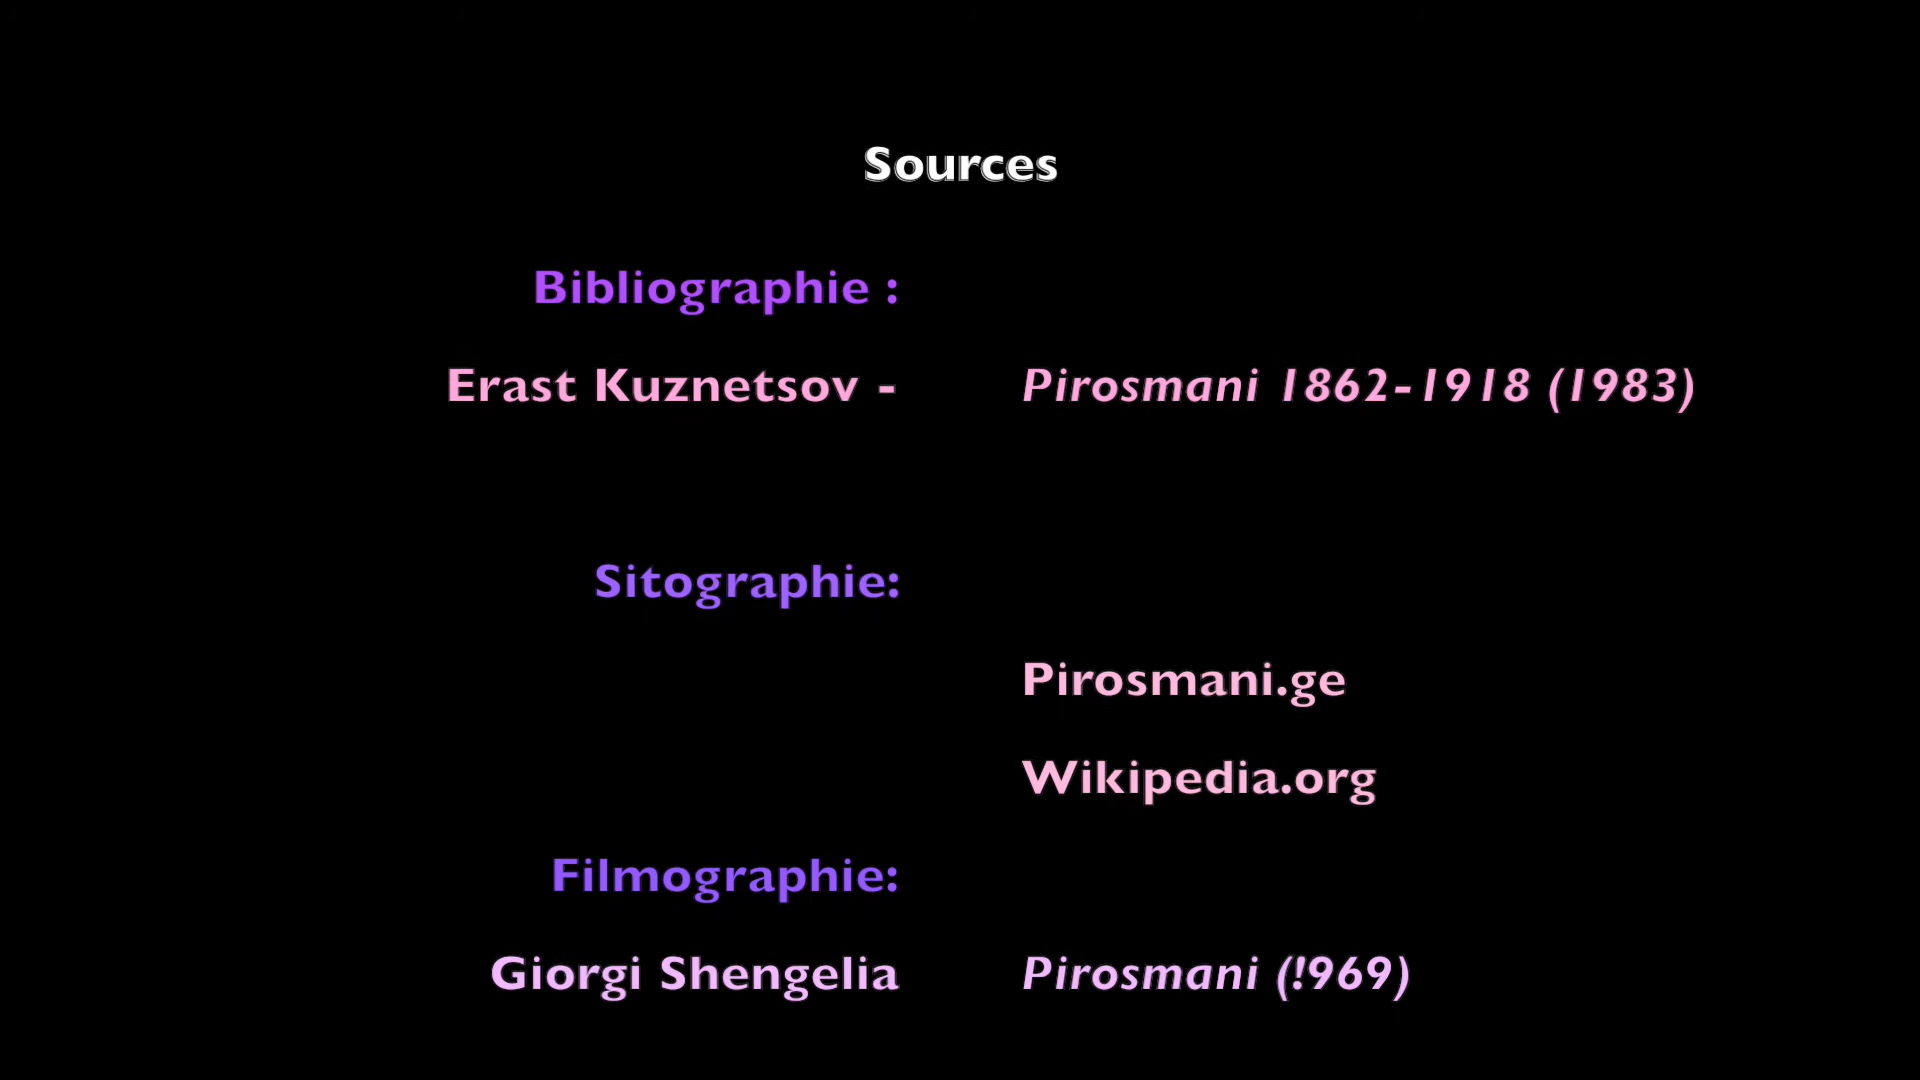 Sources
Bibliographie :
Erast Kuznetsov - Pirosmani 1862-1918 (1983)
Sitographie:
Pirosmani.ge
Wikipedia.org
Filmographie:
Giorgi Shengelia Pirosmani (!969)